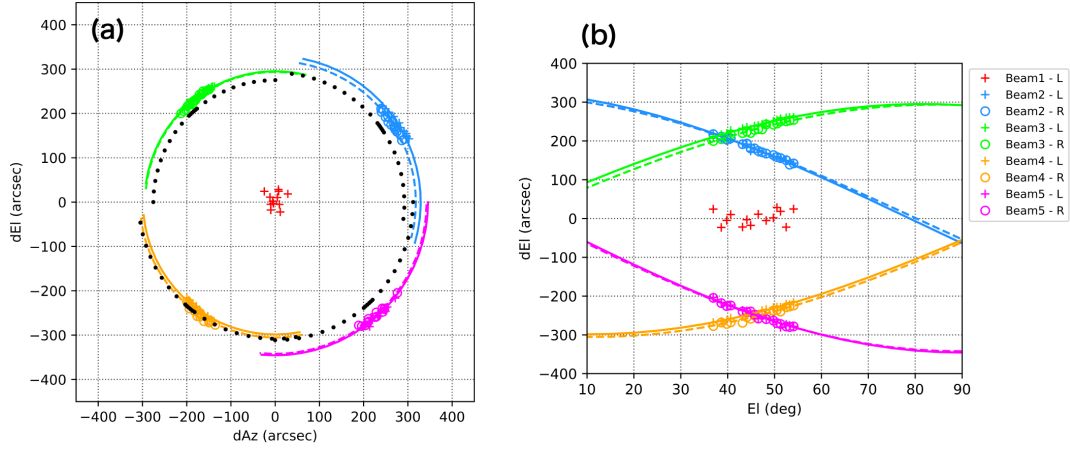 (a)
400
300
200
100
0
−100
−200
−300
−400
dEl (arcsec)
−400 −300 −200 −100 0 100 200 300 400
dAz (arcsec)
(b)
400
300
200
100
0
−100
−200
−300
−400
dEl (arcsec)
10 20 30 40 50 60 70 80 90
El (deg)
Beam1 - L
Beam2 - L
Beam2 - R
Beam3 - L
Beam3 - R
Beam4 - L
Beam4 - R
Beam5 - L
Beam5 - R